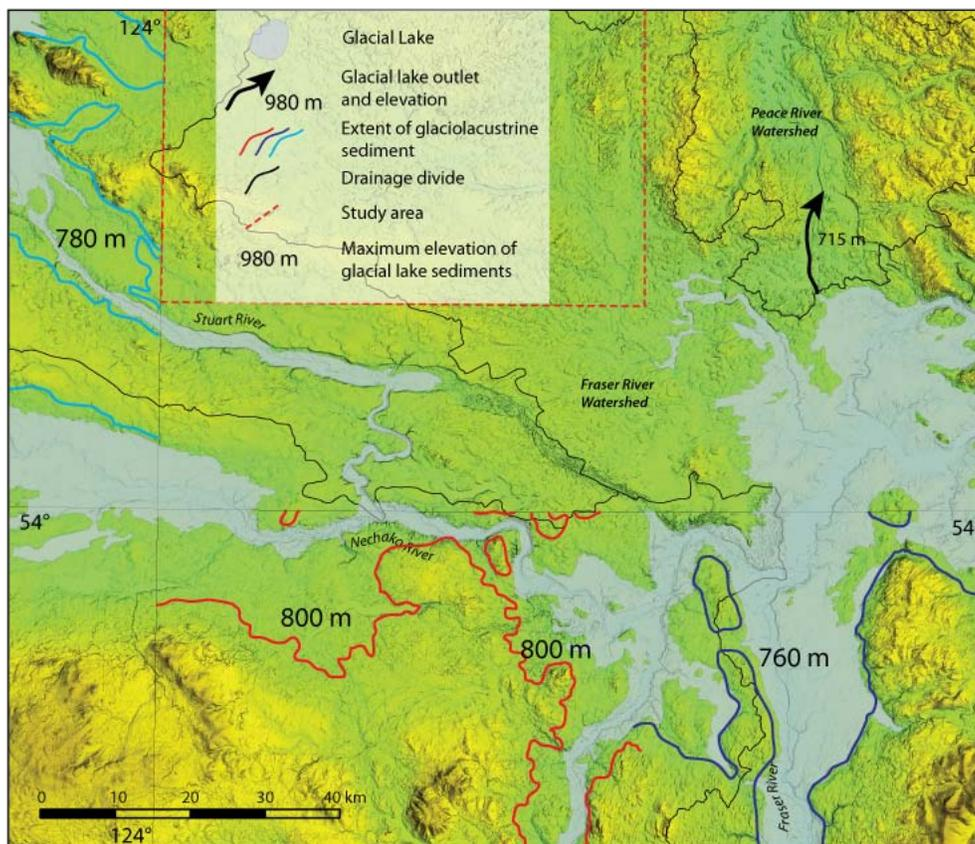 124°
Glacial Lake
980 m
Glacial lake outlet
and elevation
Extent of glaciolacustrine
sediment
Drainage divide
Study area
980 m
Maximum elevation of
glacial lake sediments
Peace River
Watershed
780 m
715 m
Stuart River
Fraser River
Watershed
54°
54
Nechako River
800 m
800 m
760 m
Fraser River
0 10 20 30 40 km
124°